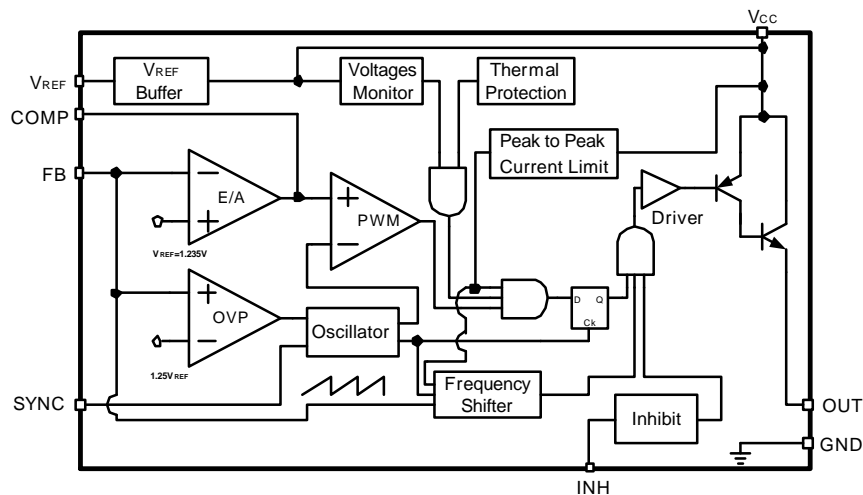 VCC
VREF
VREF
Buffer
Voltages
Monitor
Thermal
Protection
COMP
Peak to Peak
Current Limit
FB
E/A
PWM
Driver
VREF=1.235V
OVP
Oscillator
D Q
Ck
1.25VREF
SYNC
Frequency
Shifter
Inhibit
OUT
GND
INH